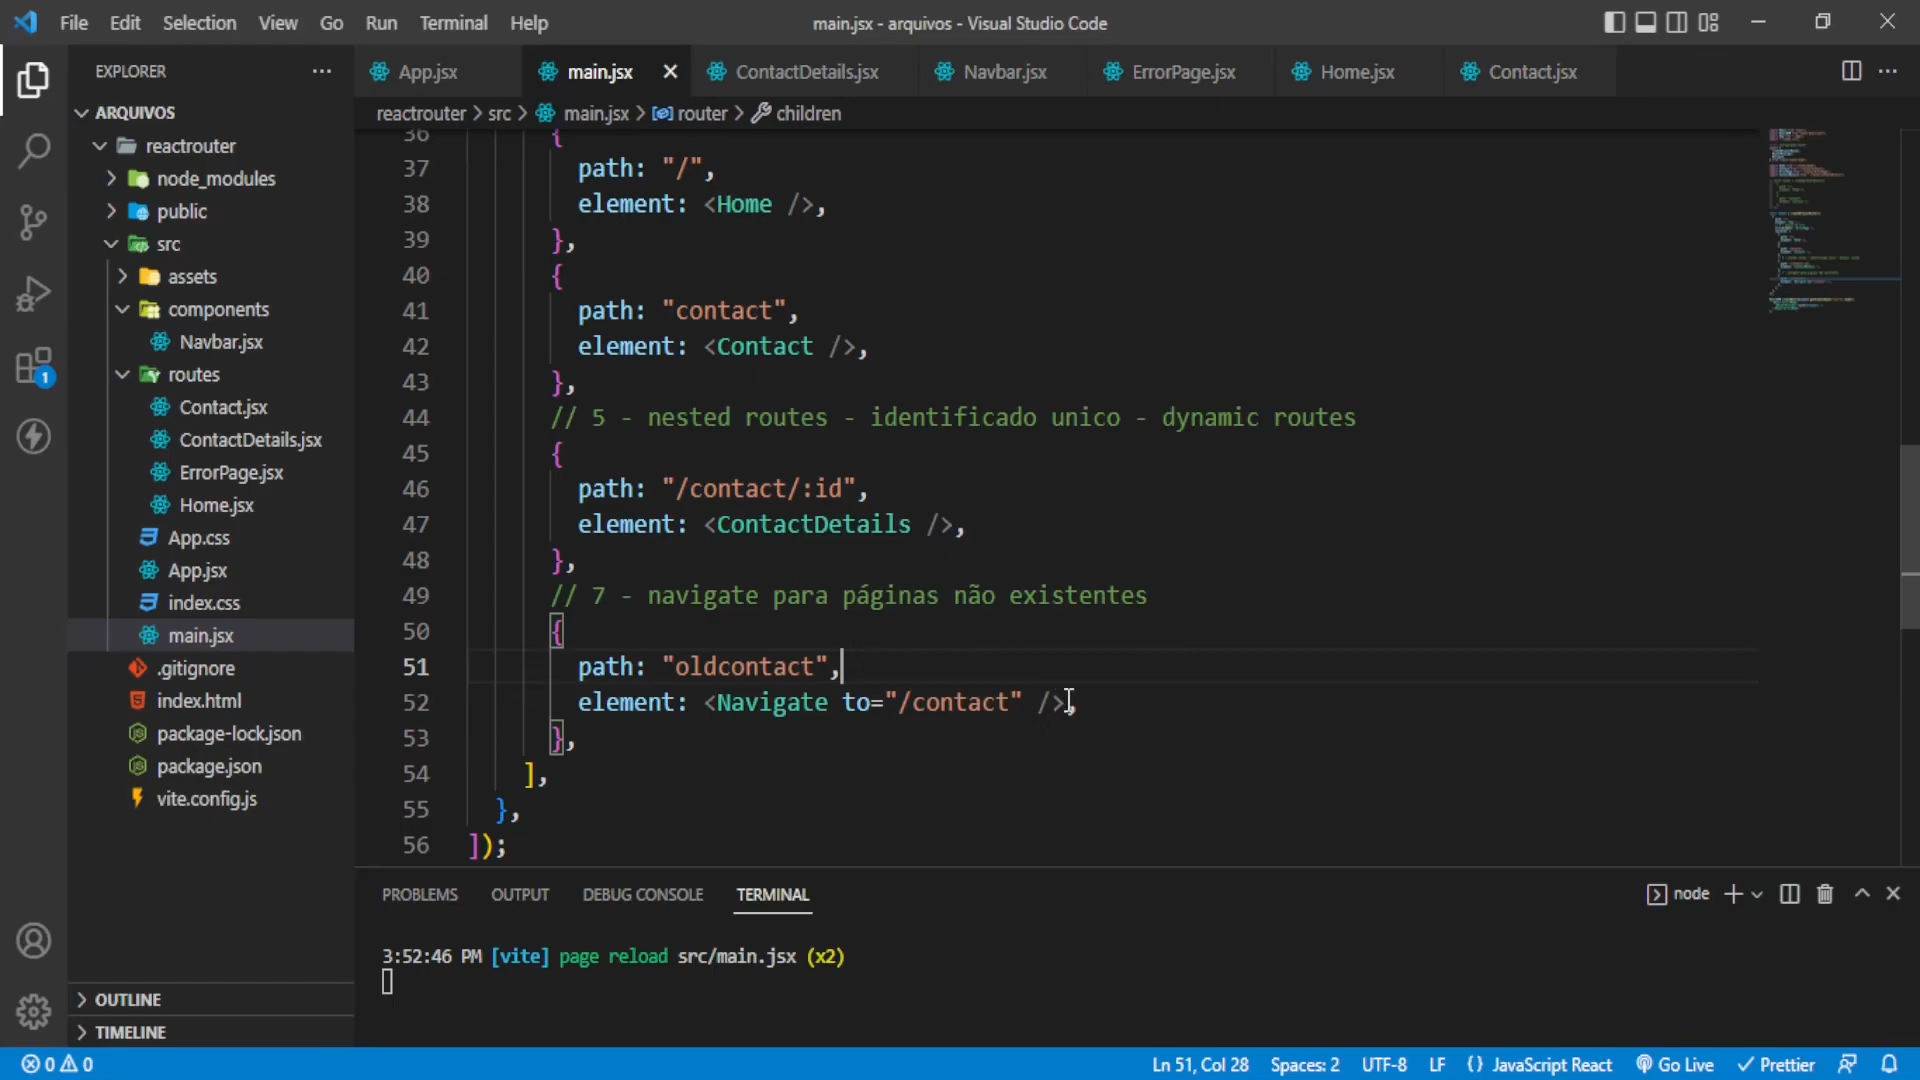 File Edit Selection View Go Run Terminal Help
main.jsx - arquivos - Visual Studio Code
EXPLORER
App.jsx
main.jsx
ContactDetails.jsx
Navbar.jsx
ErrorPage.jsx
Home.jsx
Contact.jsx
reactrouter > src > main.jsx > router > children
ARQUIVOS
reactrouter
node_modules
public
src
assets
components
Navbar.jsx
routes
Contact.jsx
ContactDetails.jsx
ErrorPage.jsx
Home.jsx
App.css
App.jsx
index.css
main.jsx
.gitignore
index.html
package-lock.json
package.json
vite.config.js
OUTLINE
TIMELINE
1
36 {
37 path: "/",
38 element: <Home />,
39 },
40 {
41 path: "contact",
42 element: <Contact />,
43 },
44 // 5 - nested routes - identificado unico - dynamic routes
45 {
46 path: "/contact/:id",
47 element: <ContactDetails />,
48 },
49 // 7 - navigate para páginas não existentes
50 {
51 path: "oldcontact",
52 element: <Navigate to="/contact" />,
53 },
54 ],
55 },
56 ]);
PROBLEMS OUTPUT DEBUG CONSOLE TERMINAL
node
3:52:46 PM [vite] page reload src/main.jsx (x2)
0 0
Ln 51, Col 28 Spaces: 2 UTF-8 LF {} JavaScript React Go Live Prettier